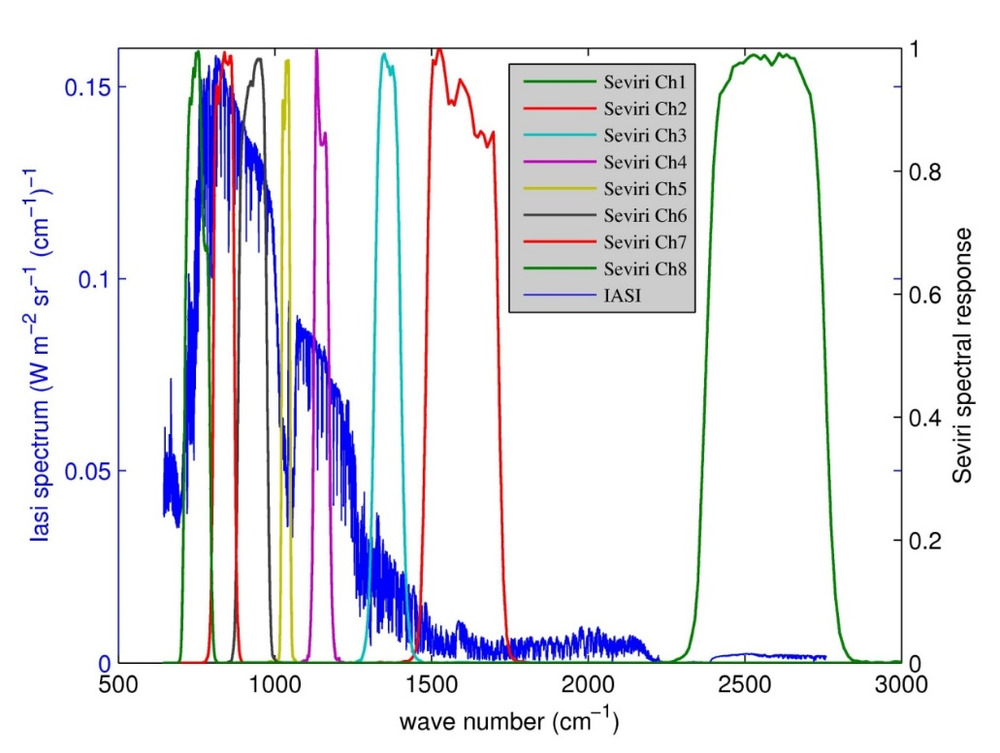 0.15
0.1
0.05
0
Iasi spectrum (W m⁻² sr⁻¹ (cm⁻¹)⁻¹
Seviri Ch1
Seviri Ch2
Seviri Ch3
Seviri Ch4
Seviri Ch5
Seviri Ch6
Seviri Ch7
Seviri Ch8
IASI
1
0.8
0.6
0.4
0.2
0
Seviri spectral response
500 1000 1500 2000 2500 3000
wave number (cm⁻¹)